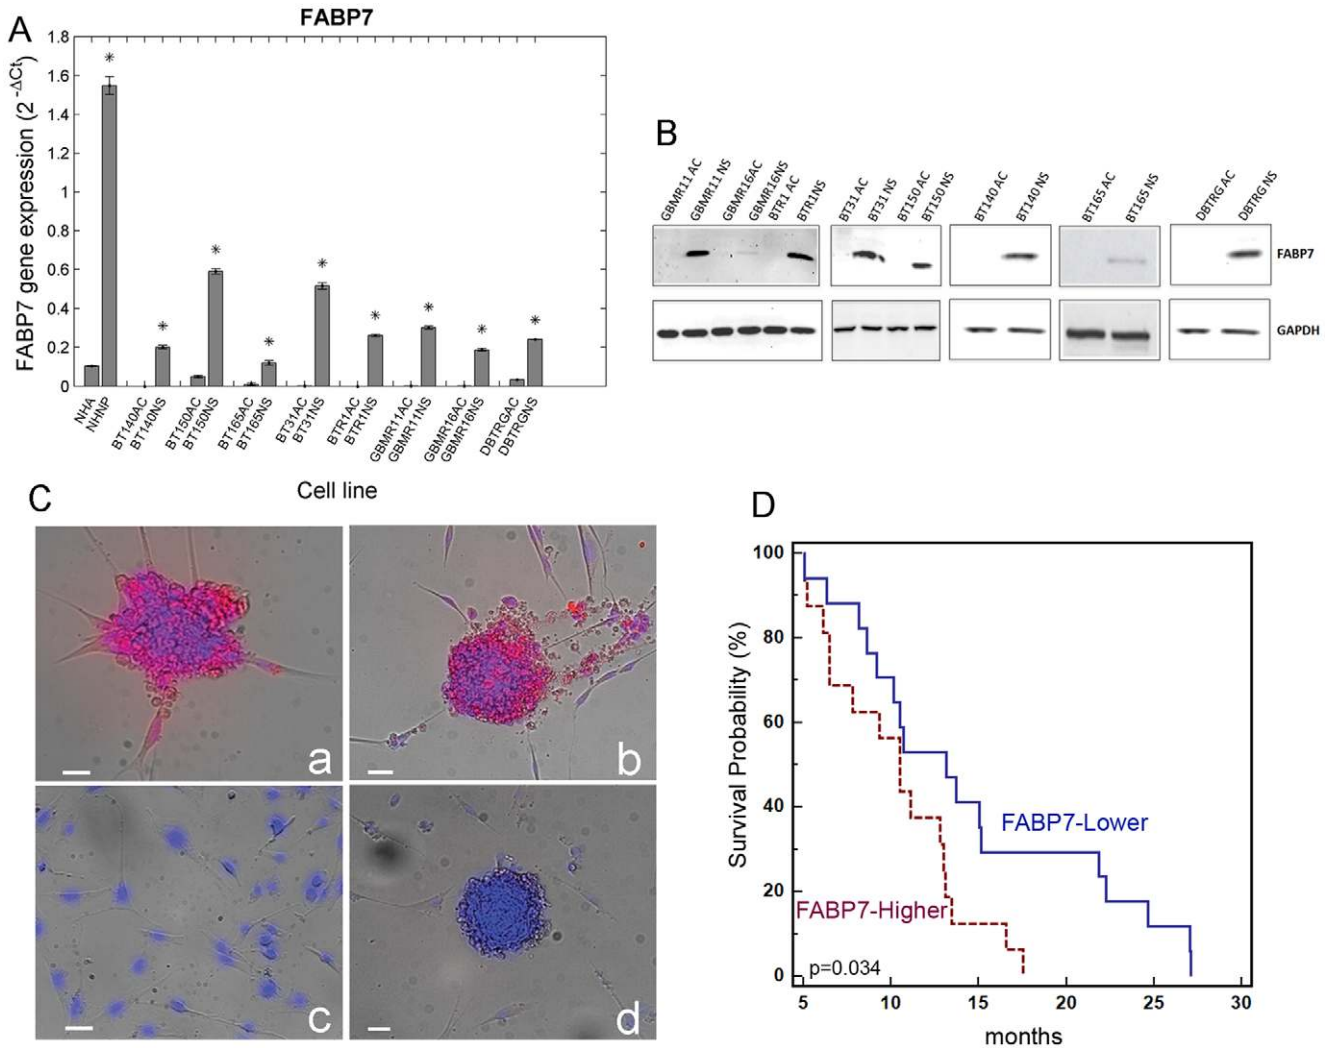 A
FABP7
FABP7 gene expression (2^-ΔCt)
1.8
1.6
1.4
1.2
1
0.8
0.6
0.4
0.2
0
* * * * * * * * * *
NHA NHNP BT140AC BT140NS BT150AC BT150NS BT165AC BT165NS BT31AC BT31NS BTR1AC BTR1NS GBMR11AC GBMR11NS GBMR16AC GBMR16NS DBTRGAC DBTRGNS
Cell line
B
GBMR11 AC GBMR11 NS GBMR16AC GBMR16NS BTR1 AC BTR1NS BT31 AC BT31 NS BT150 AC BT150 NS BT140 AC BT140 NS BT165 AC BT165 NS DBTRG AC DBTRG NS
FABP7
GAPDH
C
a
b
c
d
D
Survival Probability (%)
100
80
60
40
20
0
FABP7-Lower
FABP7-Higher
p=0.034
5 10 15 20 25 30
months